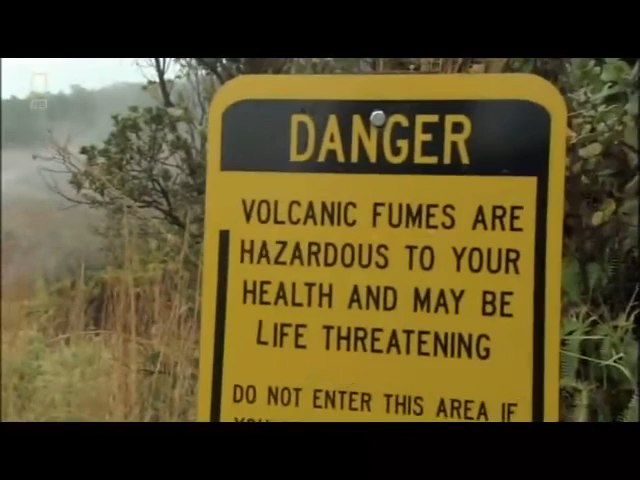 DANGER
VOLCANIC FUMES ARE
HAZARDOUS TO YOUR
HEALTH AND MAY BE
LIFE THREATENING
DO NOT ENTER THIS AREA IF